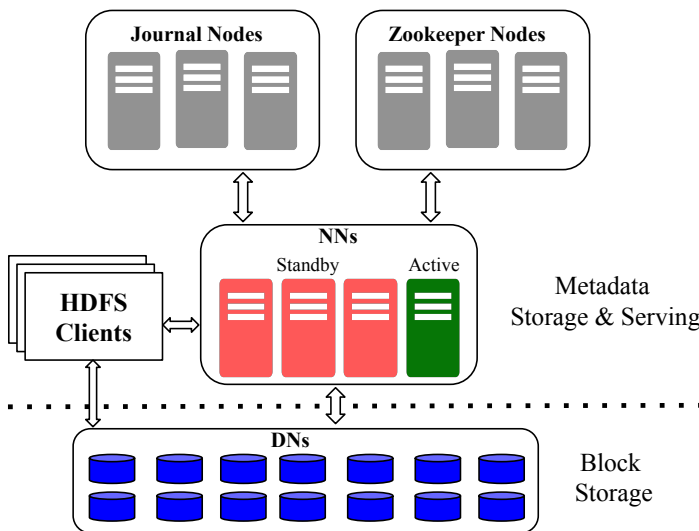 Journal Nodes
Zookeeper Nodes
NNs
Standby
Active
HDFS
Clients
Metadata
Storage & Serving
DNs
Block
Storage